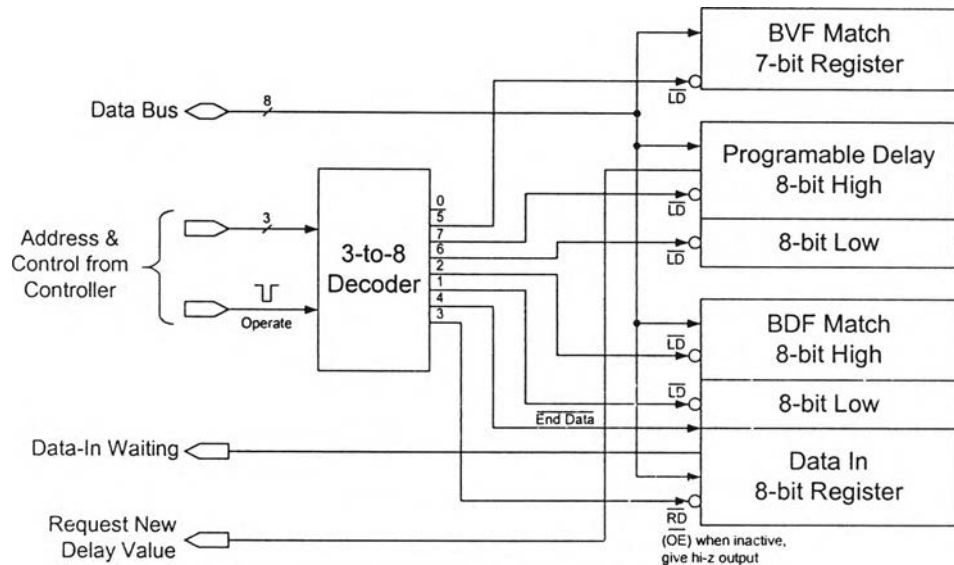 BVF Match
7-bit Register
LD
Data Bus
8
Programable Delay
8-bit High
LD
8-bit Low
LD
Address &
Control from
Controller
3
Operate
3-to-8
Decoder
0
5
7
6
2
1
4
3
BDF Match
8-bit High
LD
LD
8-bit Low
End Data
Data-In Waiting
Data In
8-bit Register
RD
(OE) when inactive,
give hi-z output
Request New
Delay Value